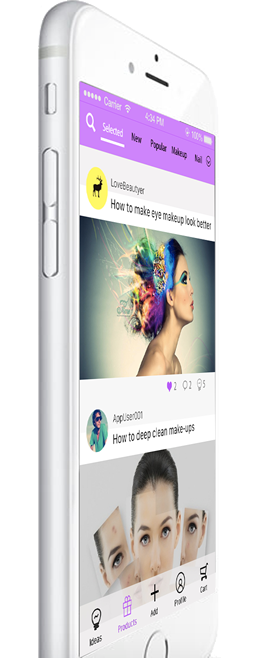 Carrier 4:34 PM 100%
Selected New Popular Makeup Nail
LoveBeautyer
How to make eye makeup look better
2 2 5
AppUser001
How to deep clean make-ups
Ideas Products Add Profile Cart